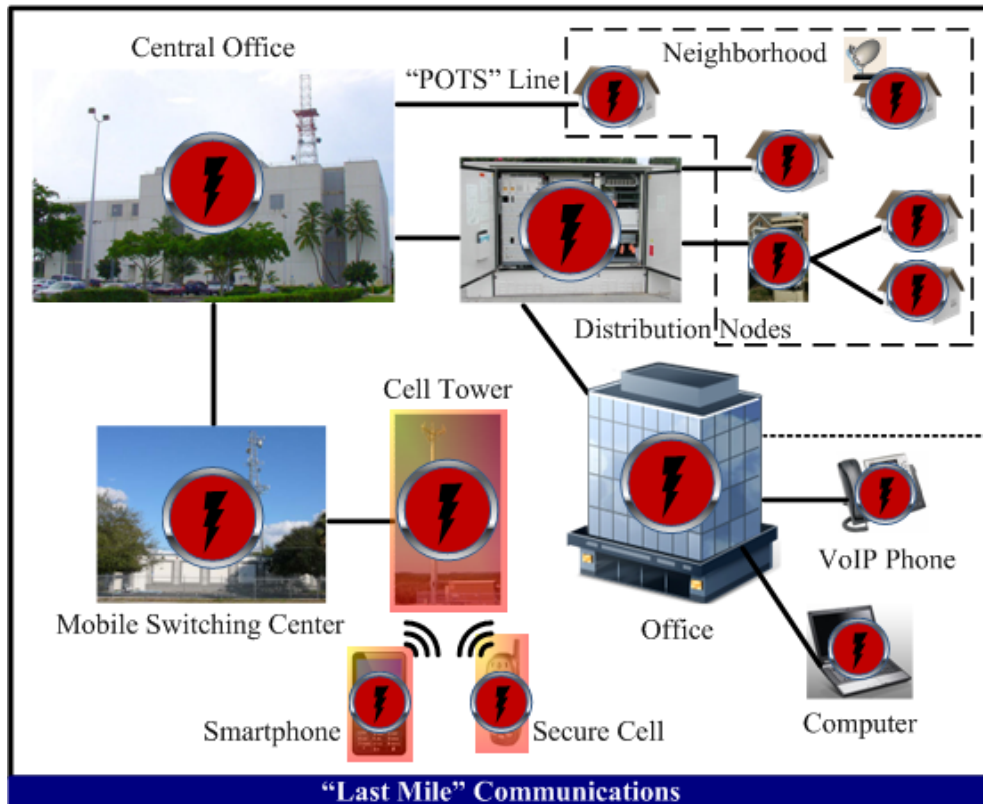 Central Office
Neighborhood
“POTS” Line
Distribution Nodes
Cell Tower
Mobile Switching Center
Office
VoIP Phone
Smartphone
Secure Cell
Computer
“Last Mile” Communications